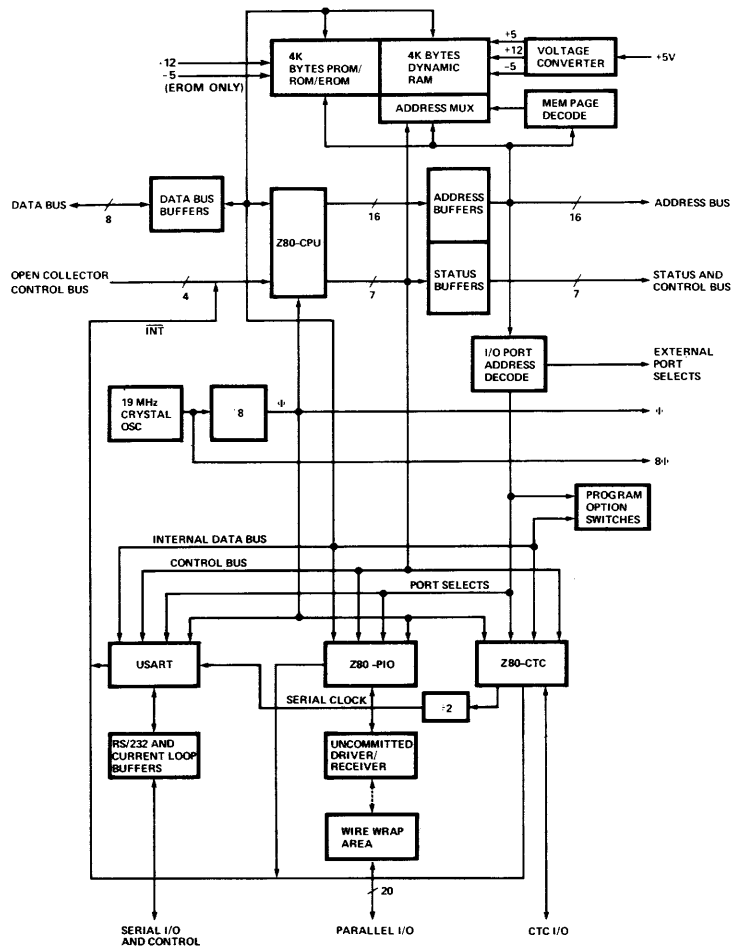 +5
+12
-5
4K
BYTES PROM/
ROM/EROM
4K BYTES
DYNAMIC
RAM
VOLTAGE
CONVERTER
+5V
·12
-5
(EROM ONLY)
ADDRESS MUX
MEM PAGE
DECODE
DATA BUS
8
DATA BUS
BUFFERS
Z80-CPU
16
ADDRESS
BUFFERS
16
ADDRESS BUS
OPEN COLLECTOR
CONTROL BUS
4
7
STATUS
BUFFERS
7
STATUS AND
CONTROL BUS
INT
I/O PORT
ADDRESS
DECODE
EXTERNAL
PORT
SELECTS
19 MHz
CRYSTAL
OSC
8
PROGRAM
OPTION
SWITCHES
INTERNAL DATA BUS
CONTROL BUS
PORT SELECTS
USART
Z80-PIO
Z80-CTC
SERIAL CLOCK
÷2
RS/232 AND
CURRENT LOOP
BUFFERS
UNCOMMITTED
DRIVER/
RECEIVER
WIRE WRAP
AREA
20
SERIAL I/O
AND CONTROL
PARALLEL I/O
CTC I/O